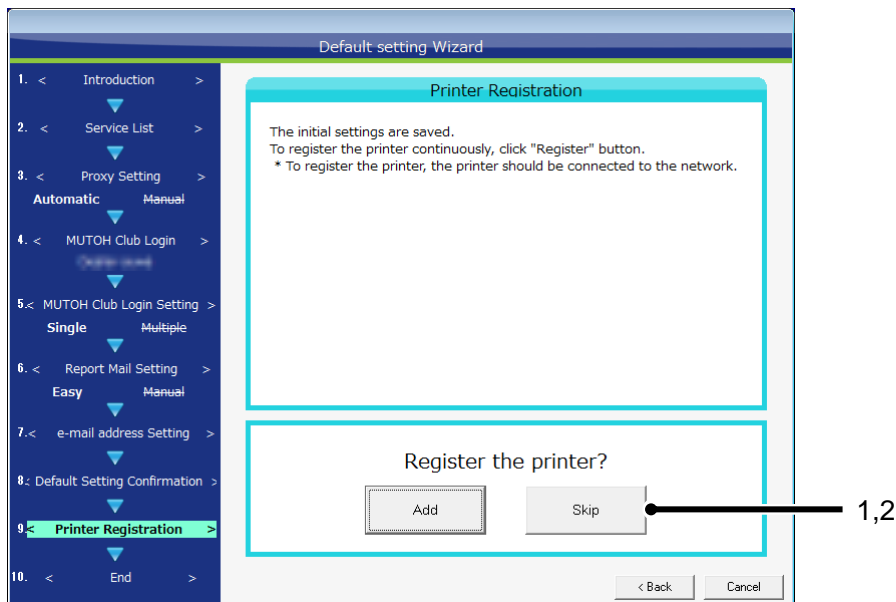 Default setting Wizard
1. < Introduction >
2. < Service List >
3. < Proxy Setting >
Automatic Manual
4. < MUTOH Club Login >
5.< MUTOH Club Login Setting >
Single Multiple
6. < Report Mail Setting >
Easy Manual
7.< e-mail address Setting >
8.< Default Setting Confirmation >
9.< Printer Registration >
10. < End >
Printer Registration
The initial settings are saved.
To register the printer continuously, click "Register" button.
* To register the printer, the printer should be connected to the network.
Register the printer?
Add Skip
1,2
< Back Cancel